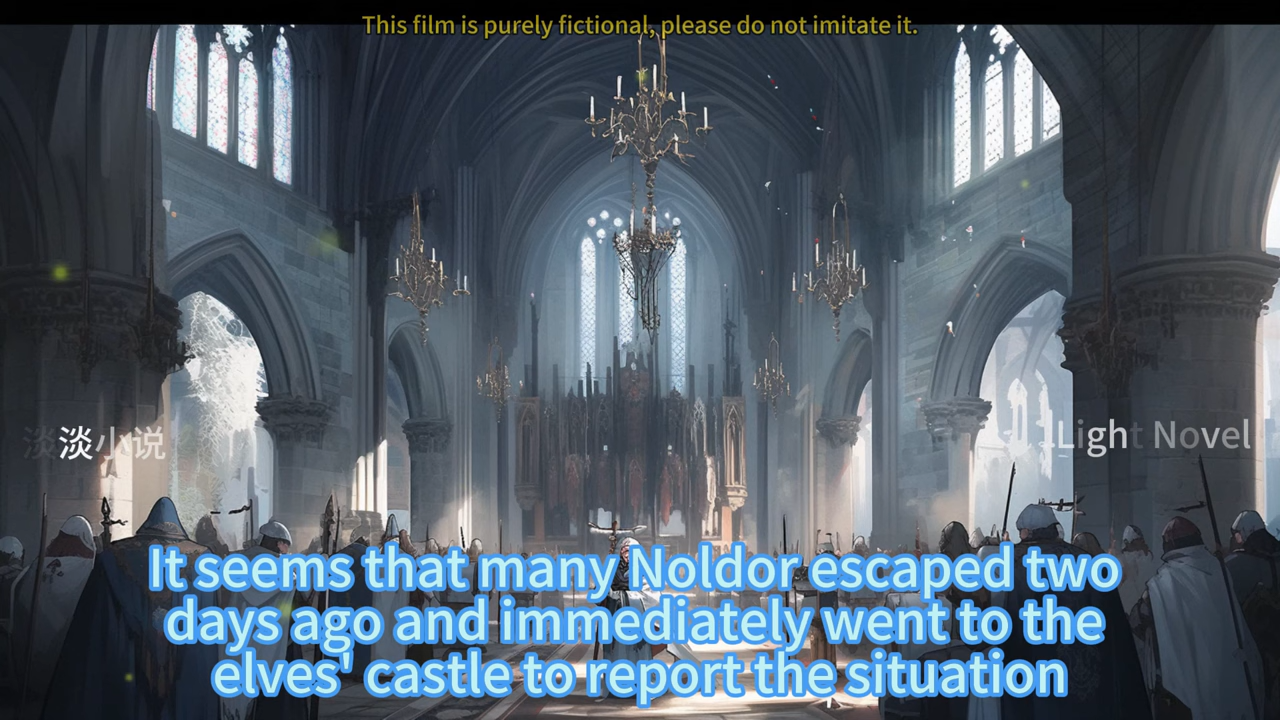 This film is purely fictional, please do not imitate it.
淡淡小说
Light Novel
It seems that many Noldor escaped two
days ago and immediately went to the
elves' castle to report the situation